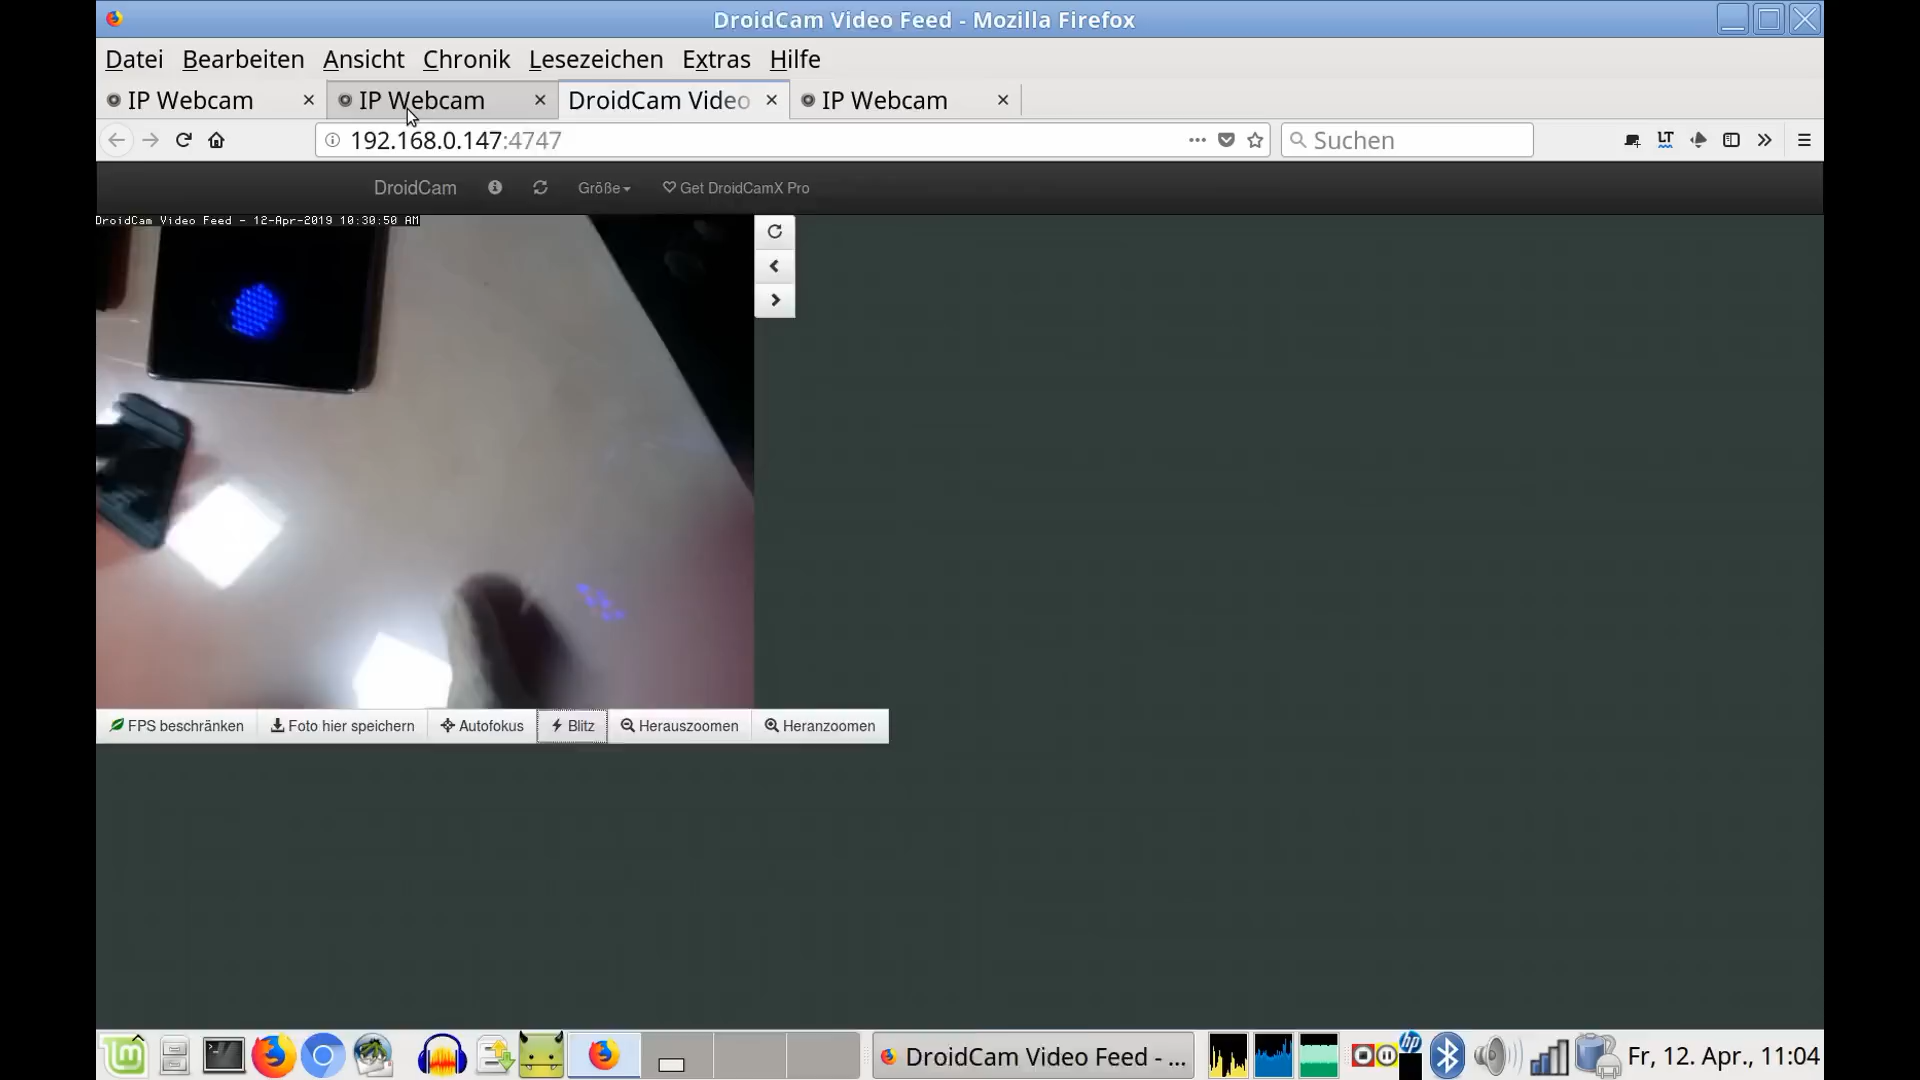 DroidCam Video Feed - Mozilla Firefox
Datei Bearbeiten Ansicht Chronik Lesezeichen Extras Hilfe
IP Webcam IP Webcam DroidCam Video IP Webcam
192.168.0.147:4747 Suchen LT
DroidCam Größe Get DroidCamX Pro
DroidCam Video Feed - 12-Apr-2019 10:30:50 AM
FPS beschränken Foto hier speichern Autofokus Blitz Herauszoomen Heranzoomen
DroidCam Video Feed - ... hp Fr, 12. Apr., 11:04